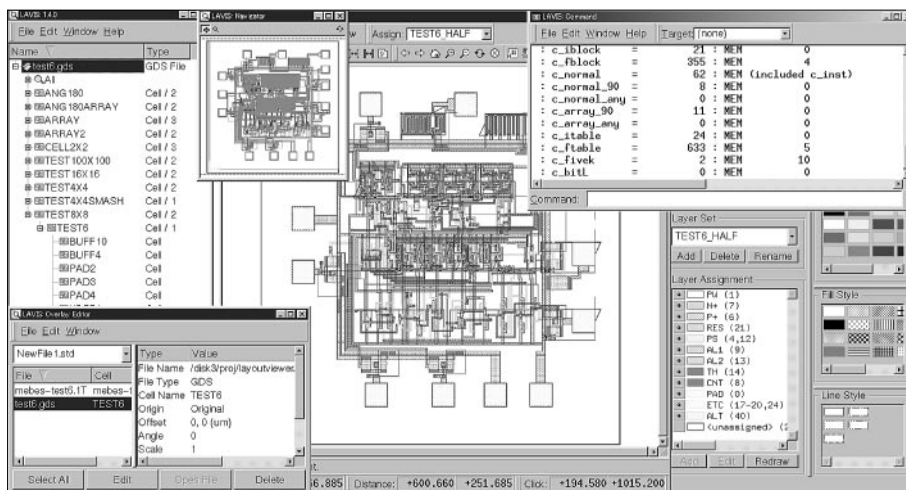 LAVIS: 1.4.0
File Edit Window Help
Name Type
test6.gds GDS File
All
ANG180 Cell / 2
ANG180ARRAY Cell / 2
ARRAY Cell / 3
ARRAY2 Cell / 2
CELL2X2 Cell / 3
TEST100X100 Cell / 2
TEST16X16 Cell / 2
TEST4X4 Cell / 2
TEST4X4SMASH Cell / 1
TEST8X8 Cell / 2
TEST6 Cell / 1
BUFF10 Cell
BUFF4 Cell
PAD2 Cell
PAD3 Cell
PAD4 Cell
LAVIS: Navigator
Assign: TEST6_HALF
LAVIS: Command
File Edit Window Help Target: (none)
: c_iblock = 21 : MEM 0
: c_fblock = 355 : MEM 4
: c_normal = 62 : MEM (included c_inst)
: c_normal_90 = 8 : MEM 0
: c_normal_any = 0 : MEM 0
: c_array_90 = 11 : MEM 0
: c_array_any = 0 : MEM 0
: c_itable = 24 : MEM 0
: c_ftable = 633 : MEM 5
: c_fivek = 2 : MEM 10
: c_bitL = 0 : MEM 0
Command:
Layer Set
TEST6_HALF
Add Delete Rename
Layer Assignment
PW (1)
N+ (7)
P+ (6)
RES (21)
PS (4,12)
AL1 (9)
AL2 (13)
TH (14)
CNT (8)
PAD (0)
ETC (17-20,24)
ALT (40)
<unassigned> (2
Add Edit Redraw
Fill Style
Line Style
LAVIS: Overlay Editor
File Edit Window
NewFile1.std
File Cell
mebes-test6.1T mebes-t
test6.gds TEST6
Type Value
File Name /disk3/proj/layoutviewer
File Type GDS
Cell Name TEST6
Origin Original
Offset 0, 0 {um}
Angle 0
Scale 1
Select All Edit Open File Delete
66.885 Distance: +600.660 +251.685 Click: +194.580 +1015.200